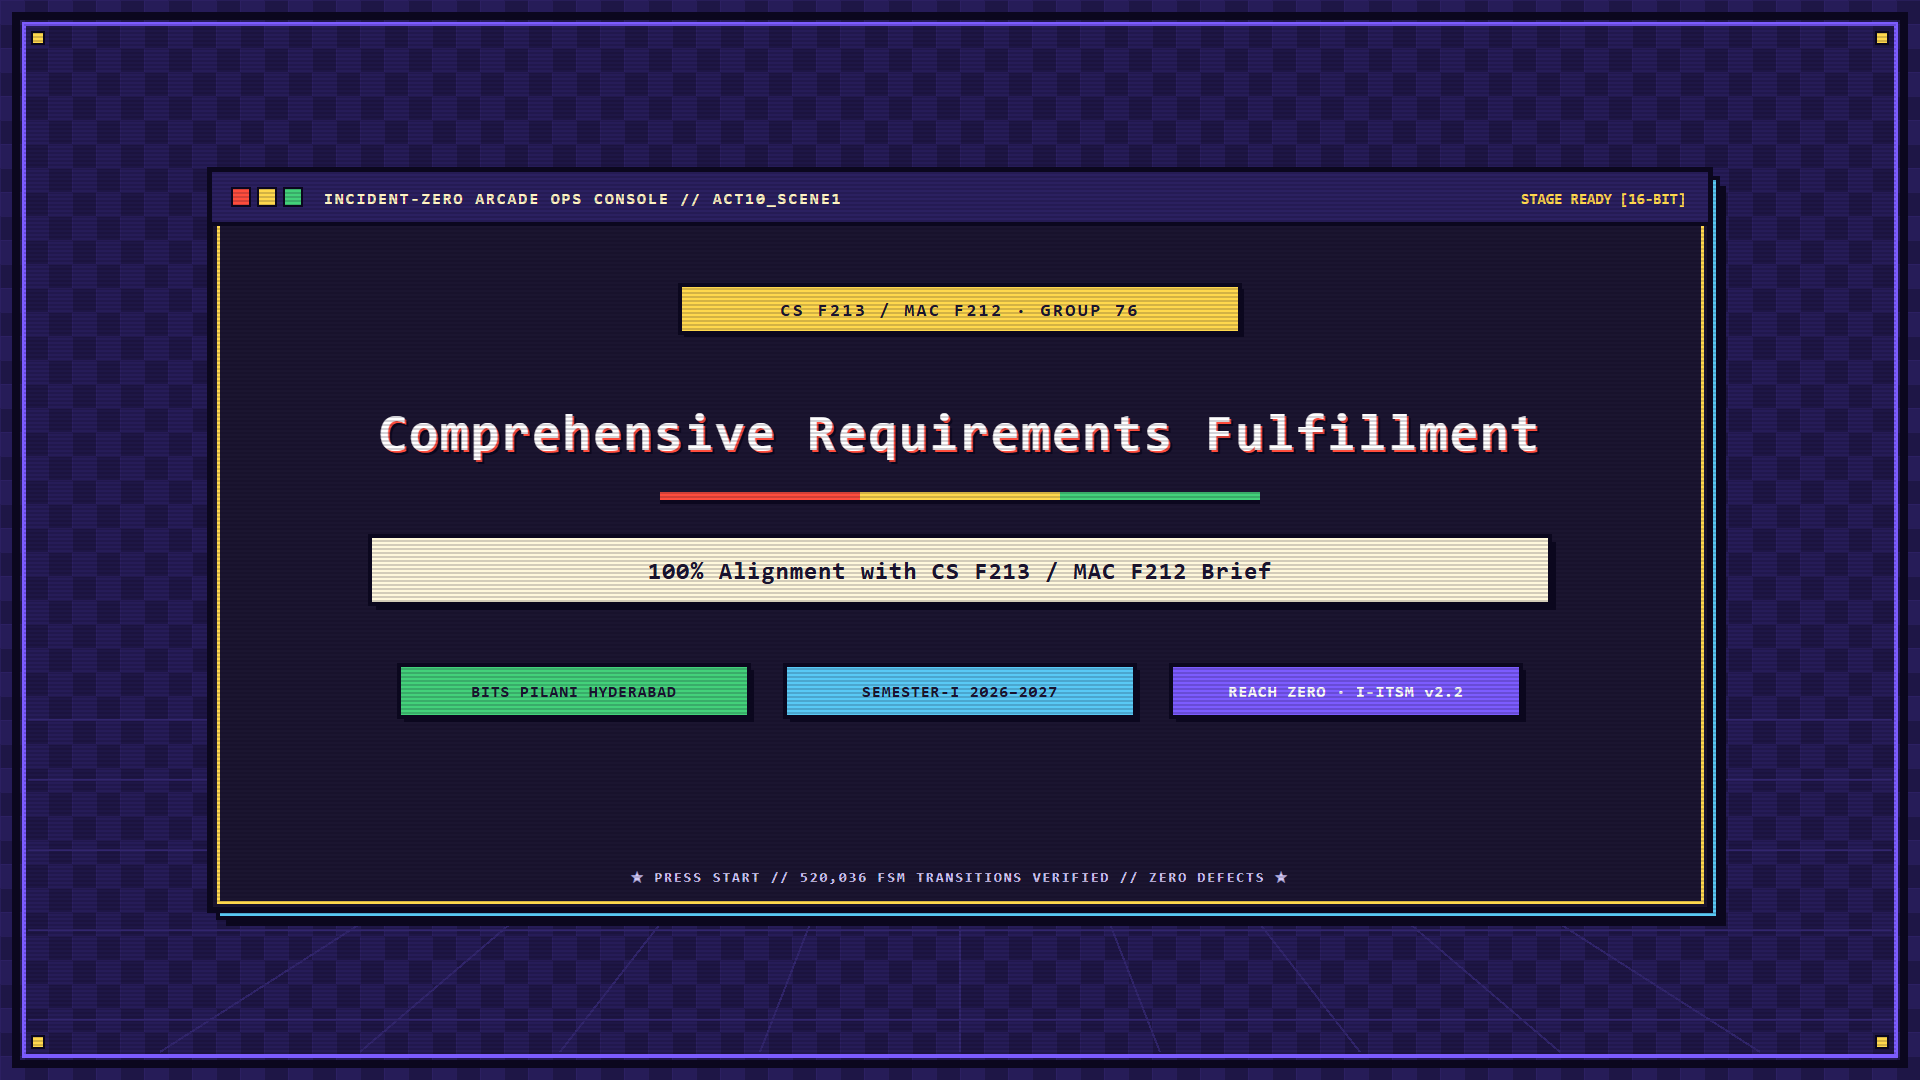 INCIDENT-ZERO ARCADE OPS CONSOLE // ACT10_SCENE1
STAGE READY [16-BIT]
CS F213 / MAC F212 · GROUP 76
Comprehensive Requirements Fulfillment
100% Alignment with CS F213 / MAC F212 Brief
BITS PILANI HYDERABAD
SEMESTER-I 2026–2027
REACH ZERO · I-ITSM v2.2
★ PRESS START // 520,036 FSM TRANSITIONS VERIFIED // ZERO DEFECTS ★